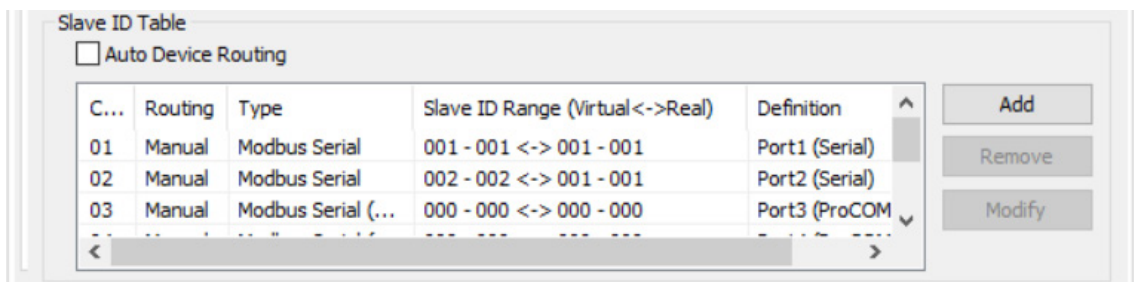 Slave ID Table
Auto Device Routing
C... Routing Type Slave ID Range (Virtual<->Real) Definition Add
01 Manual Modbus Serial 001 - 001 <-> 001 - 001 Port1 (Serial)
Remove
02 Manual Modbus Serial 002 - 002 <-> 001 - 001 Port2 (Serial)
03 Manual Modbus Serial (... 000 - 000 <-> 000 - 000 Port3 (ProCOM Modify